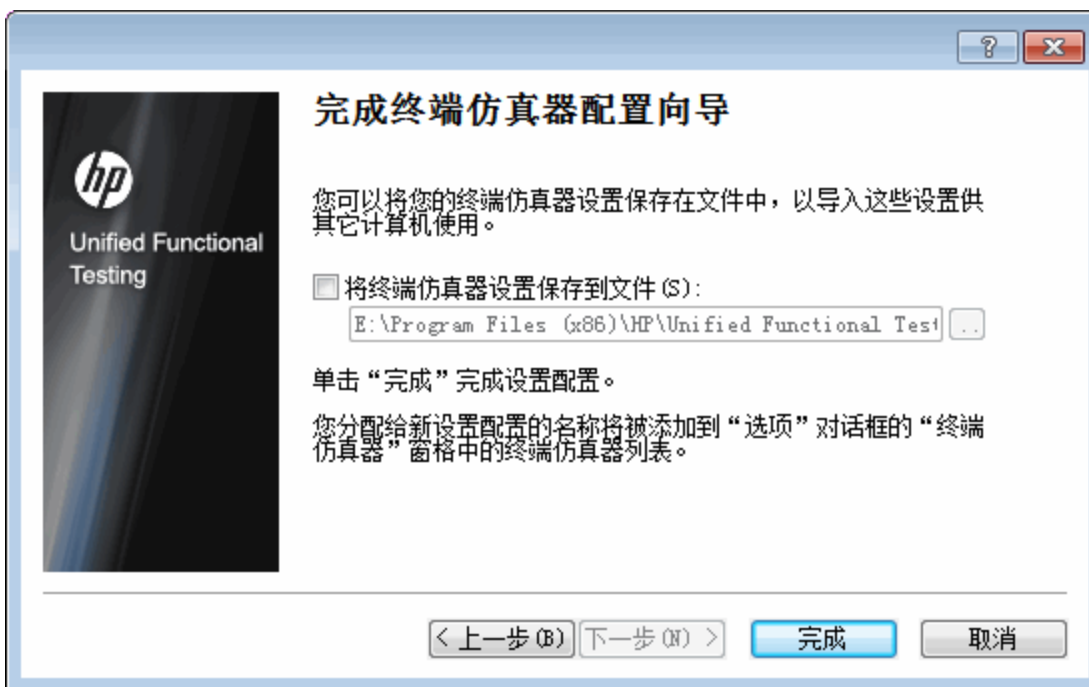 ?
完成终端仿真器配置向导
hp
Unified Functional
Testing
您可以将您的终端仿真器设置保存在文件中，以导入这些设置供
其它计算机使用。
将终端仿真器设置保存到文件(S):
E:\Program Files (x86)\HP\Unified Functional Test
..
单击“完成”完成设置配置。
您分配给新设置配置的名称将被添加到“选项”对话框的“终端
仿真器”窗格中的终端仿真器列表。
< 上一步(B) 下一步(N) > 完成 取消